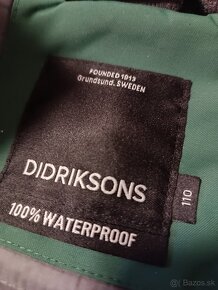 FOUNDED 1913
Grundsund, SWEDEN
DIDRIKSONS
100% WATERPROOF
110
Bazos.sk